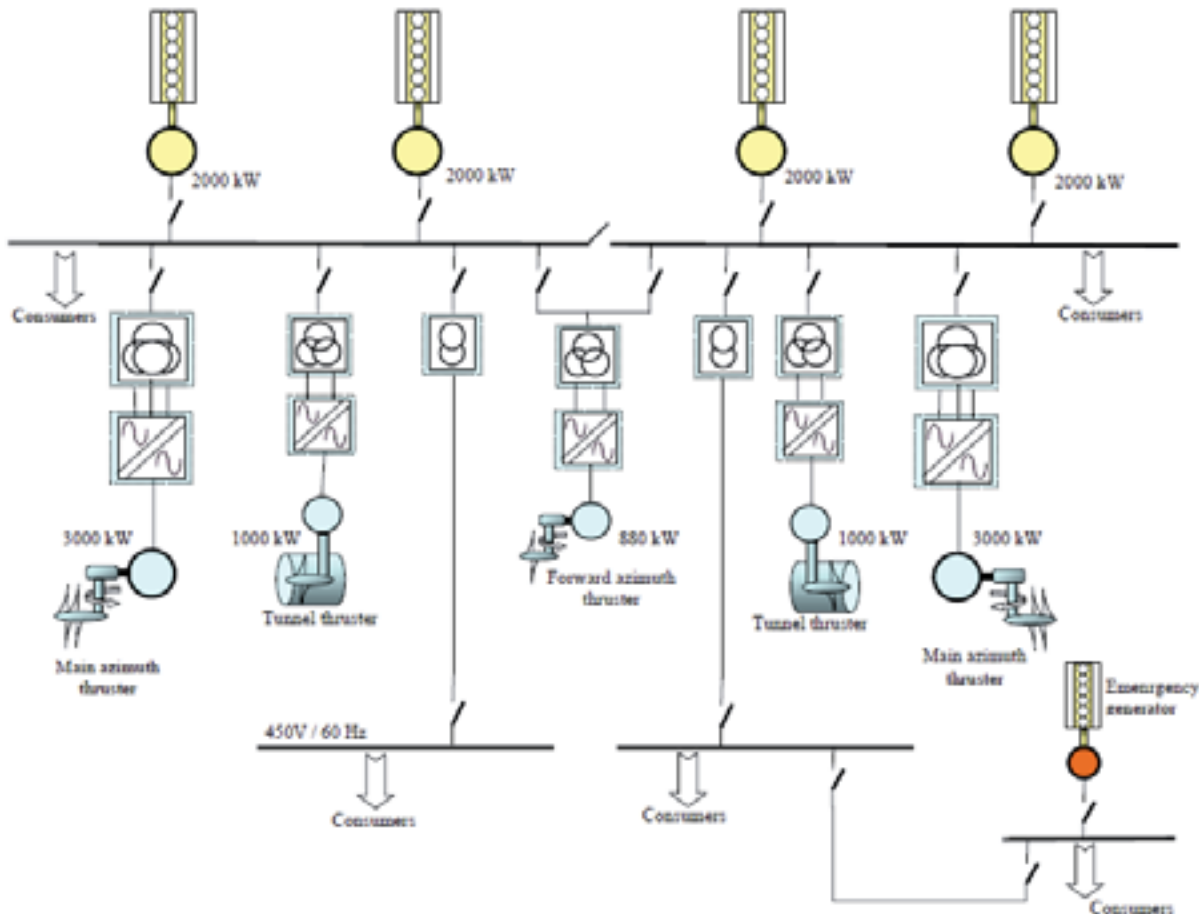 2000 kW
2000 kW
2000 kW
2000 kW
Consumers
Consumers
3000 kW
1000 kW
880 kW
1000 kW
3000 kW
Forward azimuth
thruster
Tunnel thruster
Tunnel thruster
Main azimuth
thruster
Main azimuth
thruster
Emenrgency
generator
450V / 60 Hz
Consumers
Consumers
Consumers